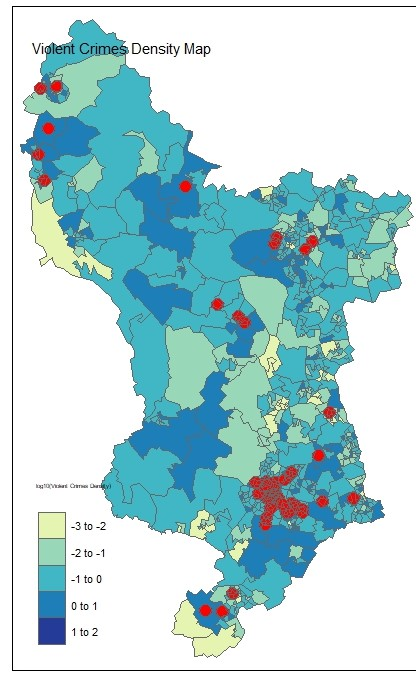 Violent Crimes Density Map
log10(Violent Crimes Density)
-3 to -2
-2 to -1
-1 to 0
0 to 1
1 to 2